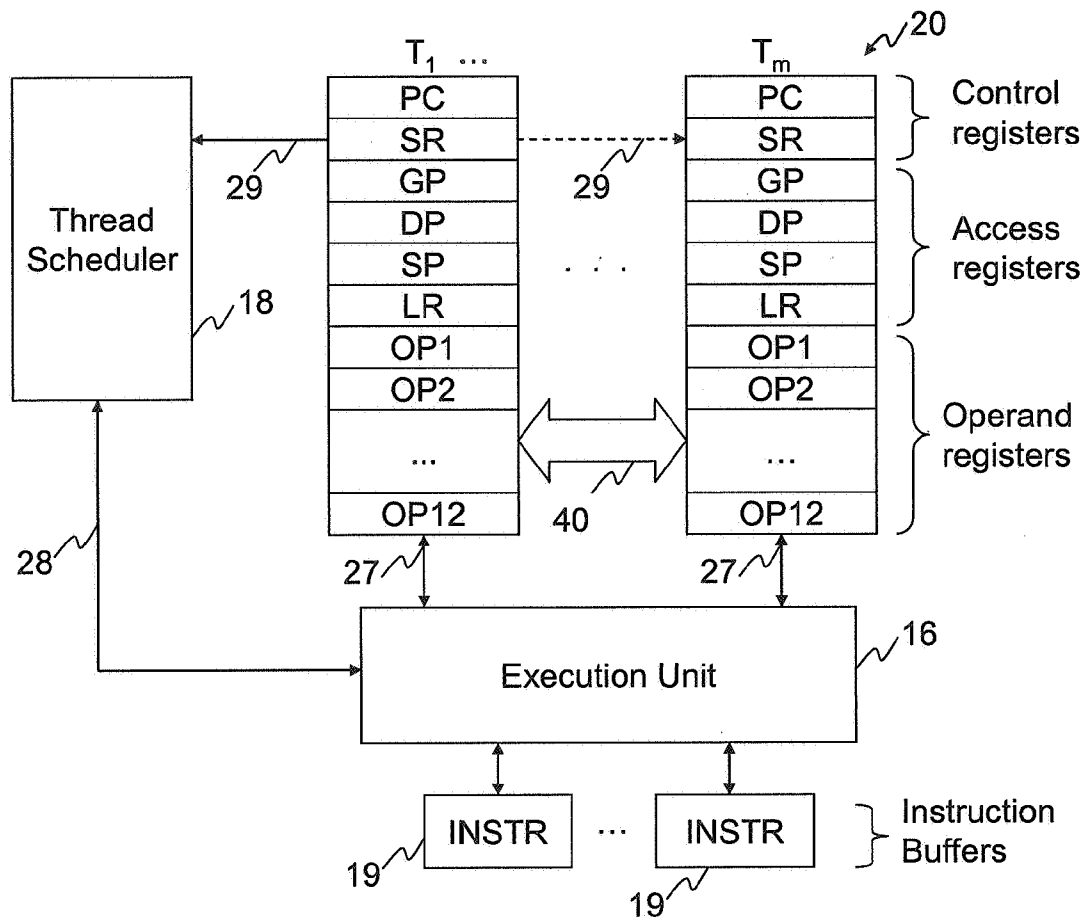 20
T1 ...
Tm
PC
PC
Control
registers
SR
SR
29
29
Thread
Scheduler
GP
GP
DP
DP
Access
registers
SP
. . .
SP
18
LR
LR
OP1
OP1
OP2
OP2
Operand
registers
...
...
40
OP12
OP12
28
27
27
16
Execution Unit
INSTR
...
INSTR
Instruction
Buffers
19
19